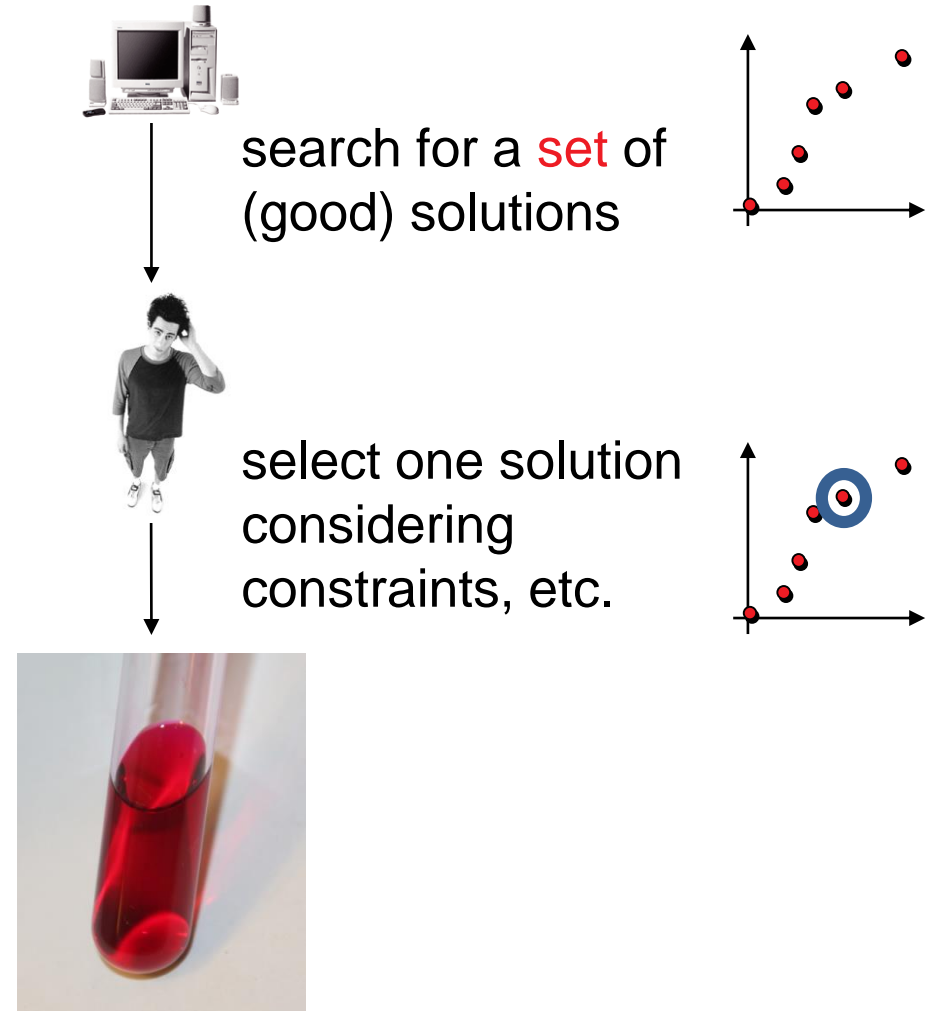 search for a set of
(good) solutions
select one solution
considering
constraints, etc.